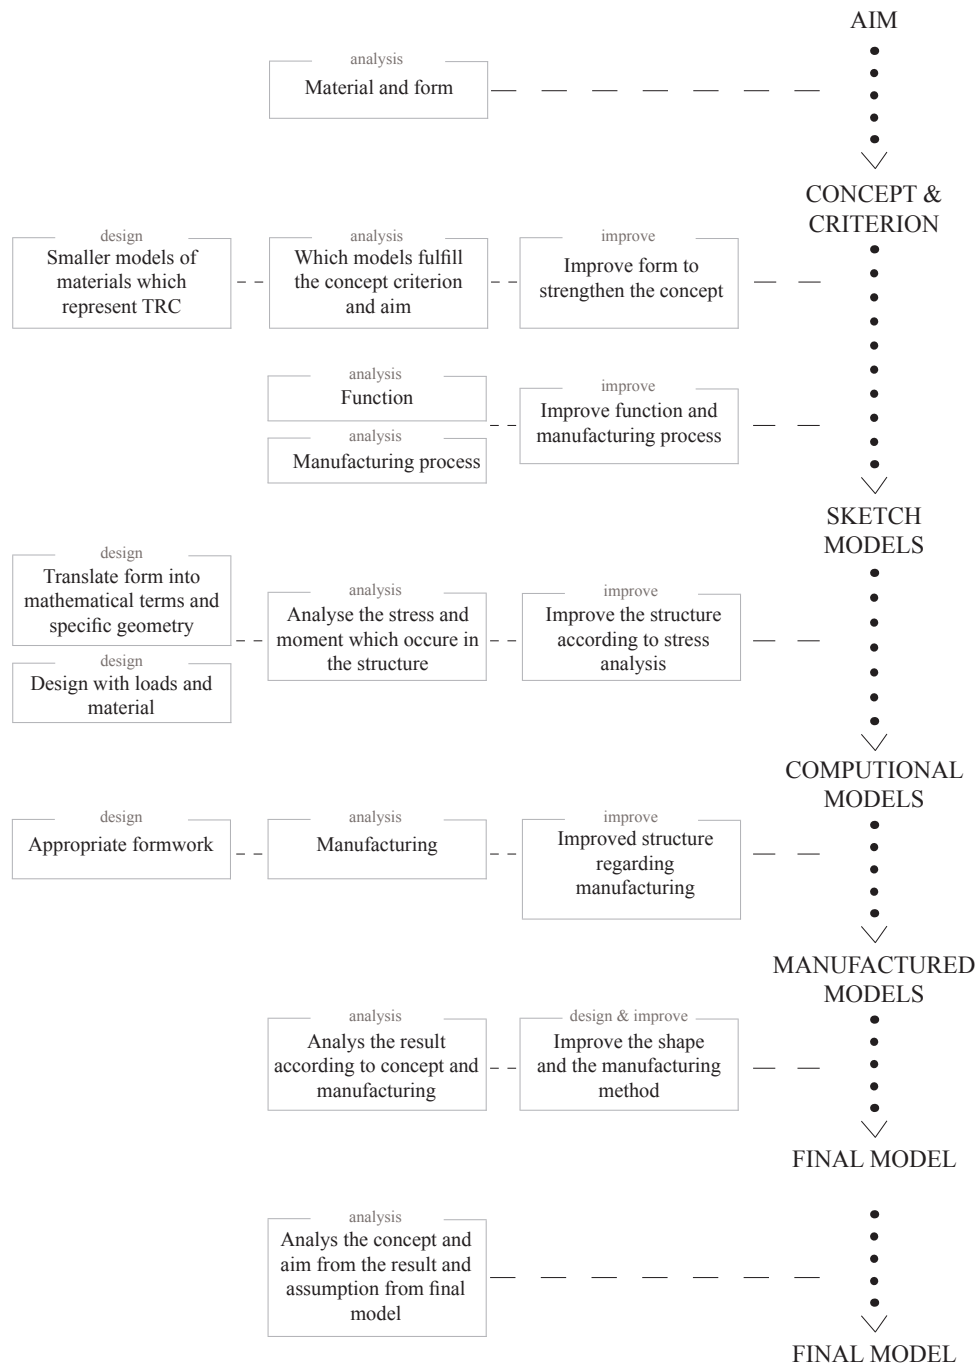 AIM
analysis
Material and form
CONCEPT &
CRITERION
design
Smaller models of
materials which
represent TRC
analysis
Which models fulfill
the concept criterion
and aim
improve
Improve form to
strengthen the concept
analysis
Function
analysis
Manufacturing process
improve
Improve function and
manufacturing process
SKETCH
MODELS
design
Translate form into
mathematical terms and
specific geometry
design
Design with loads and
material
analysis
Analyse the stress and
moment which occure in
the structure
improve
Improve the structure
according to stress
analysis
COMPUTIONAL
MODELS
design
Appropriate formwork
analysis
Manufacturing
improve
Improved structure
regarding
manufacturing
MANUFACTURED
MODELS
analysis
Analys the result
according to concept and
manufacturing
design & improve
Improve the shape
and the manufacturing
method
FINAL MODEL
analysis
Analys the concept and
aim from the result and
assumption from final
model
FINAL MODEL